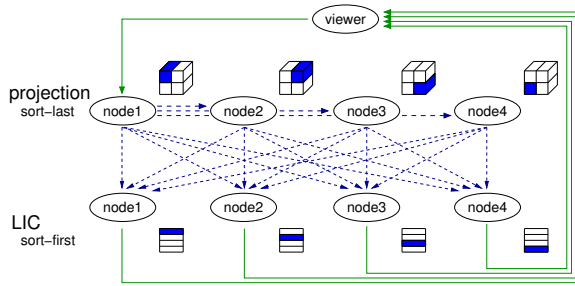 viewer
projection
sort-last
node1 node2 node3 node4
node1 node2 node3 node4
LIC
sort-first